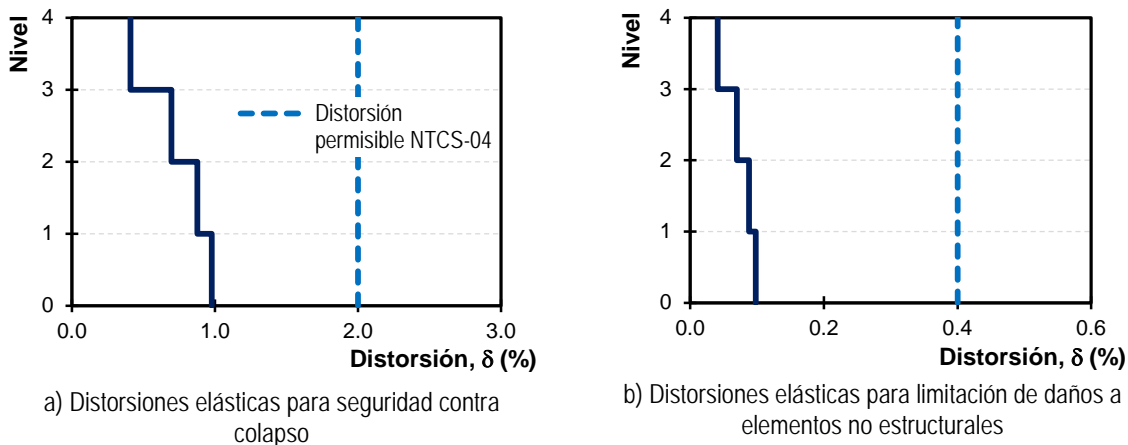 Nivel
4
3
2
1
0
Distorsión
permisible NTCS-04
0.0
1.0
2.0
3.0
Distorsión, δ (%)
a) Distorsiones elásticas para seguridad contra
colapso
Nivel
4
3
2
1
0
0.0
0.2
0.4
0.6
Distorsión, δ (%)
b) Distorsiones elásticas para limitación de daños a
elementos no estructurales